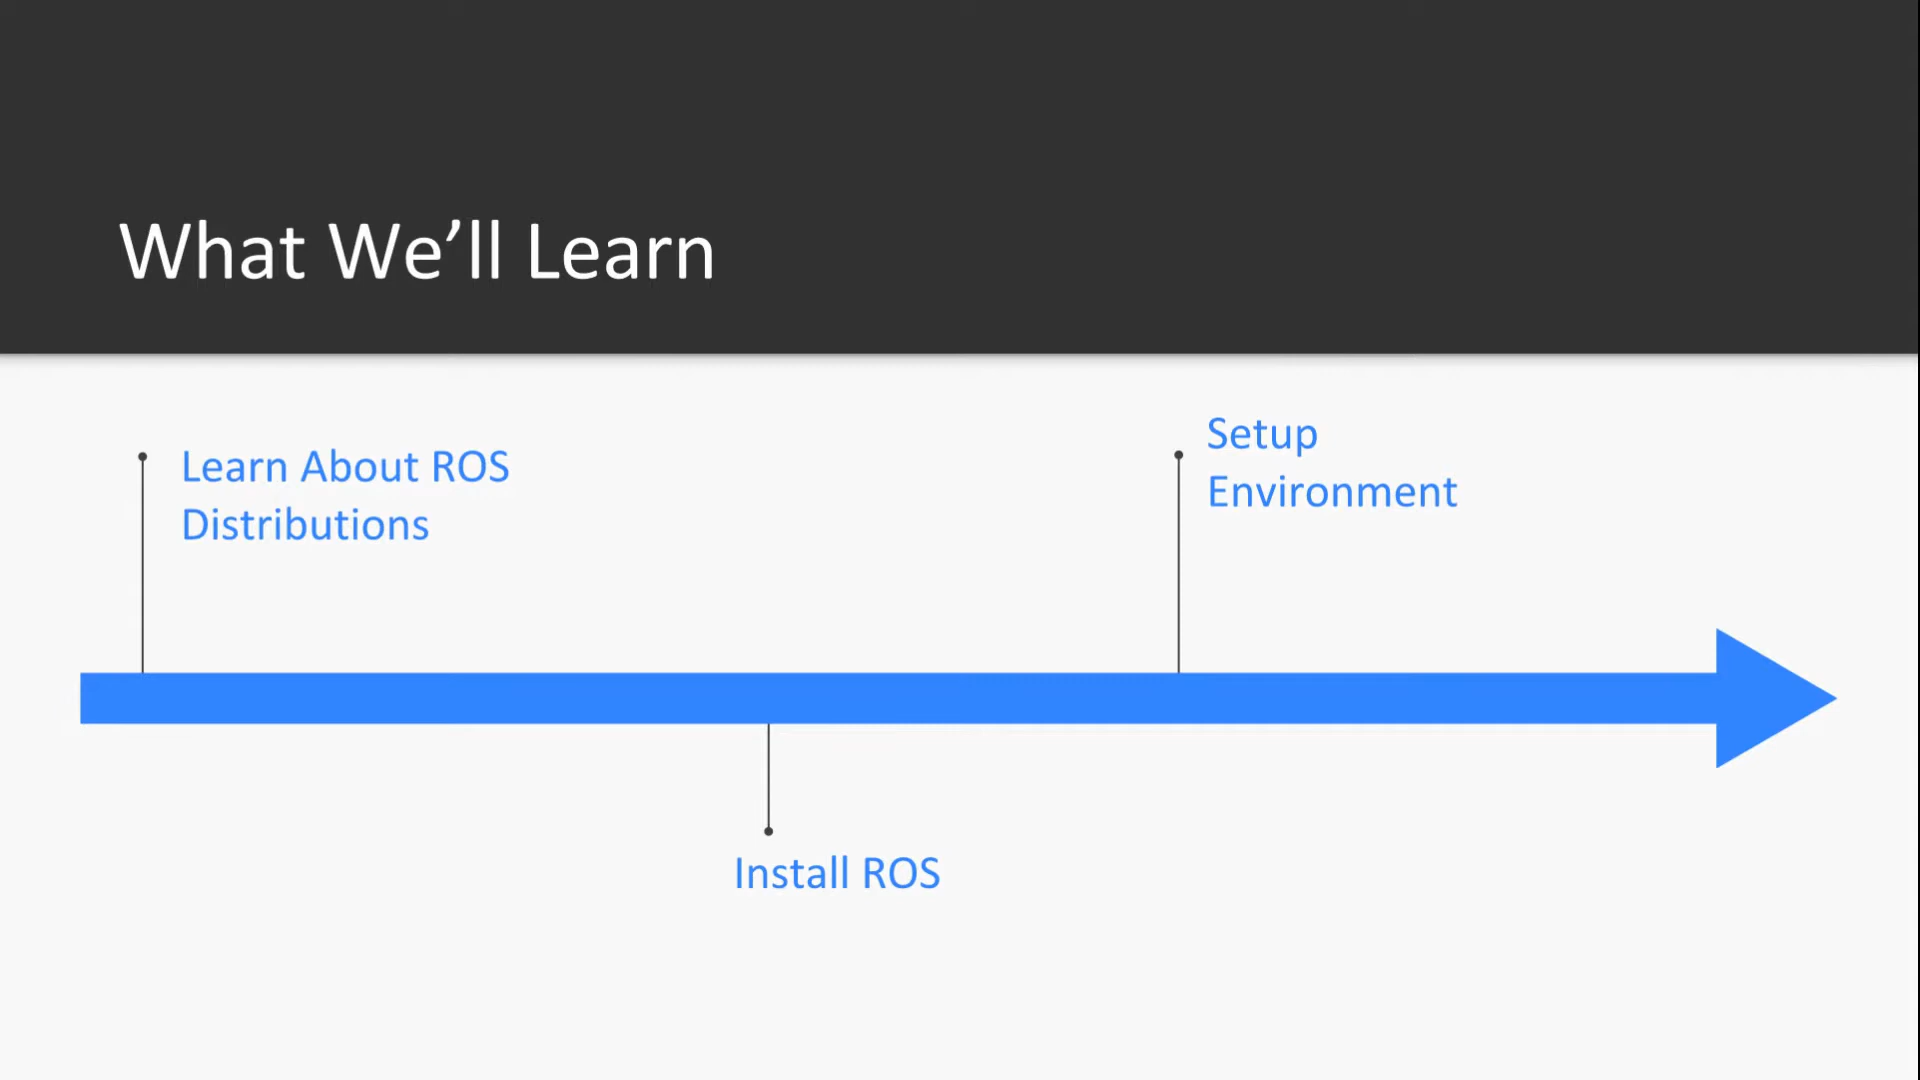 What We’ll Learn
Learn About ROS
Distributions
Install ROS
Setup
Environment